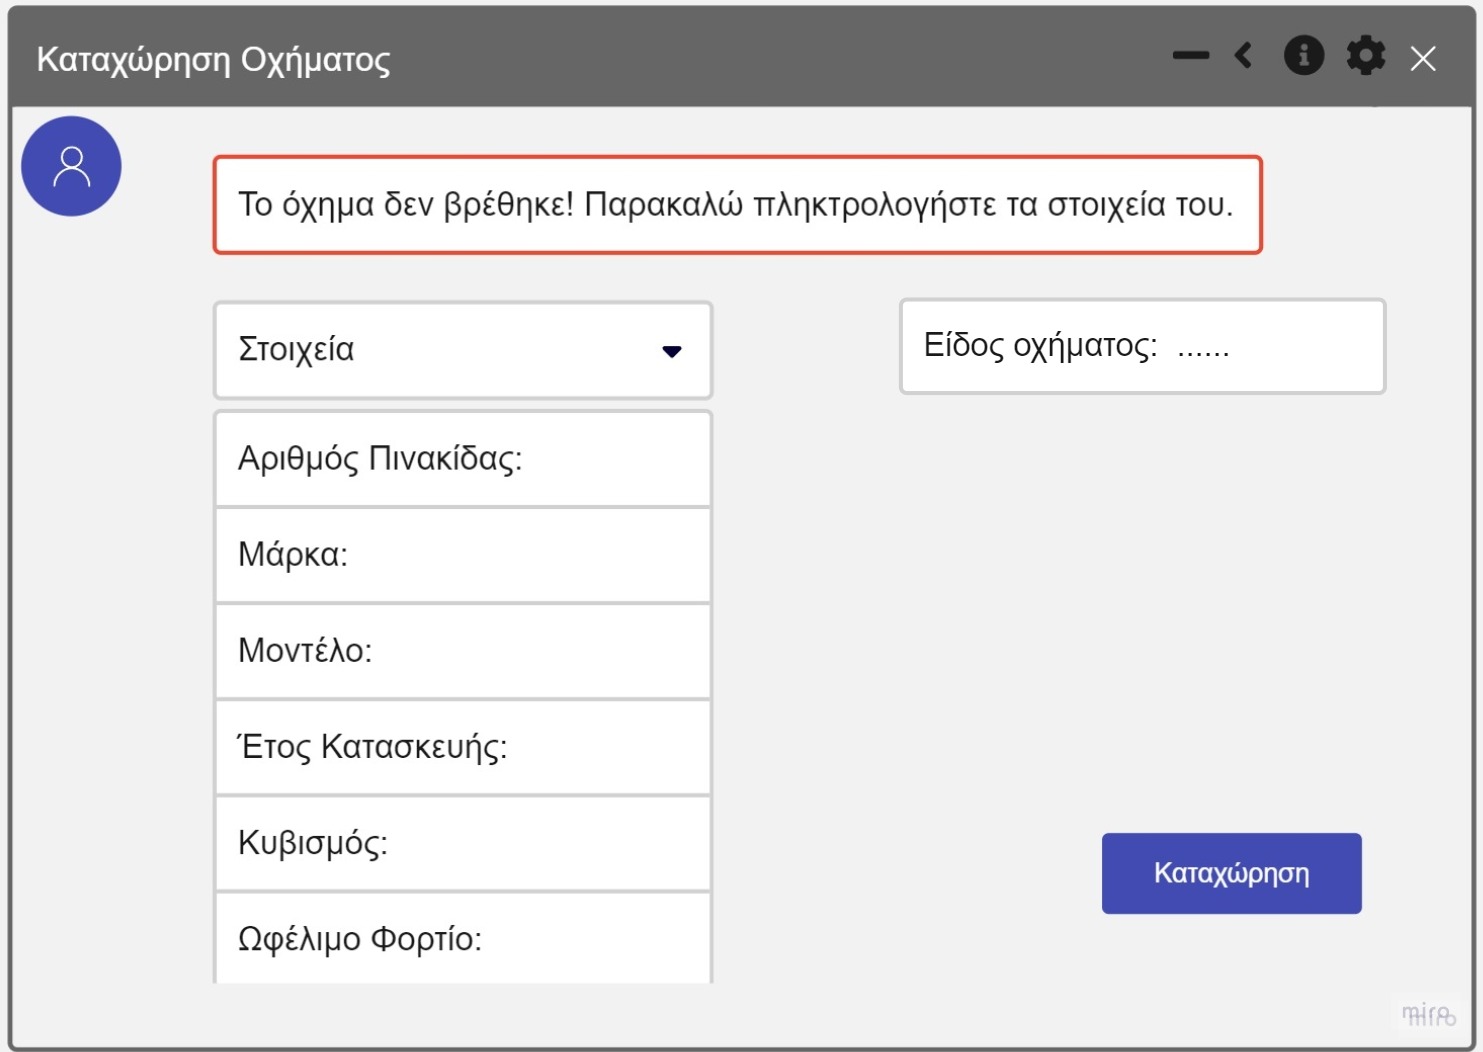 Καταχώρηση Οχήματος
Το όχημα δεν βρέθηκε! Παρακαλώ πληκτρολογήστε τα στοιχεία του.
Στοιχεία
Είδος οχήματος: ......
Αριθμός Πινακίδας:
Μάρκα:
Μοντέλο:
Έτος Κατασκευής:
Κυβισμός:
Ωφέλιμο Φορτίο:
Καταχώρηση
miro